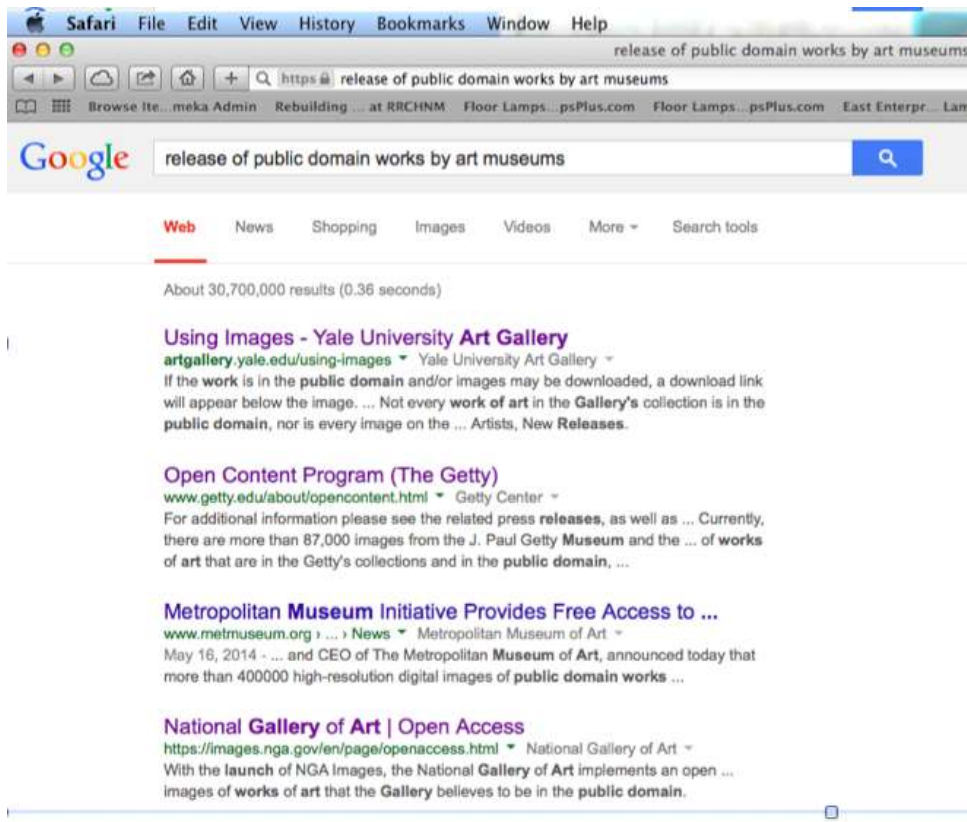 Safari File Edit View History Bookmarks Window Help
release of public domain works by art museums
https release of public domain works by art museums
Browse Ite...meka Admin Rebuilding ... at RRCHNM Floor Lamps...psPlus.com Floor Lamps...psPlus.com East Enterpr... Lam
Google release of public domain works by art museums
Web News Shopping Images Videos More Search tools
About 30,700,000 results (0.36 seconds)
Using Images - Yale University Art Gallery
artgallery.yale.edu/using-images Yale University Art Gallery
If the work is in the public domain and/or images may be downloaded, a download link
will appear below the image. ... Not every work of art in the Gallery's collection is in the
public domain, nor is every image on the ... Artists, New Releases.
Open Content Program (The Getty)
www.getty.edu/about/opencontent.html Getty Center
For additional information please see the related press releases, as well as ... Currently,
there are more than 87,000 images from the J. Paul Getty Museum and the ... of works
of art that are in the Getty's collections and in the public domain, ...
Metropolitan Museum Initiative Provides Free Access to ...
www.metmuseum.org › ... › News Metropolitan Museum of Art
May 16, 2014 - ... and CEO of The Metropolitan Museum of Art, announced today that
more than 400000 high-resolution digital images of public domain works ...
National Gallery of Art | Open Access
https://images.nga.gov/en/page/openaccess.html National Gallery of Art
With the launch of NGA Images, the National Gallery of Art implements an open ...
images of works of art that the Gallery believes to be in the public domain.